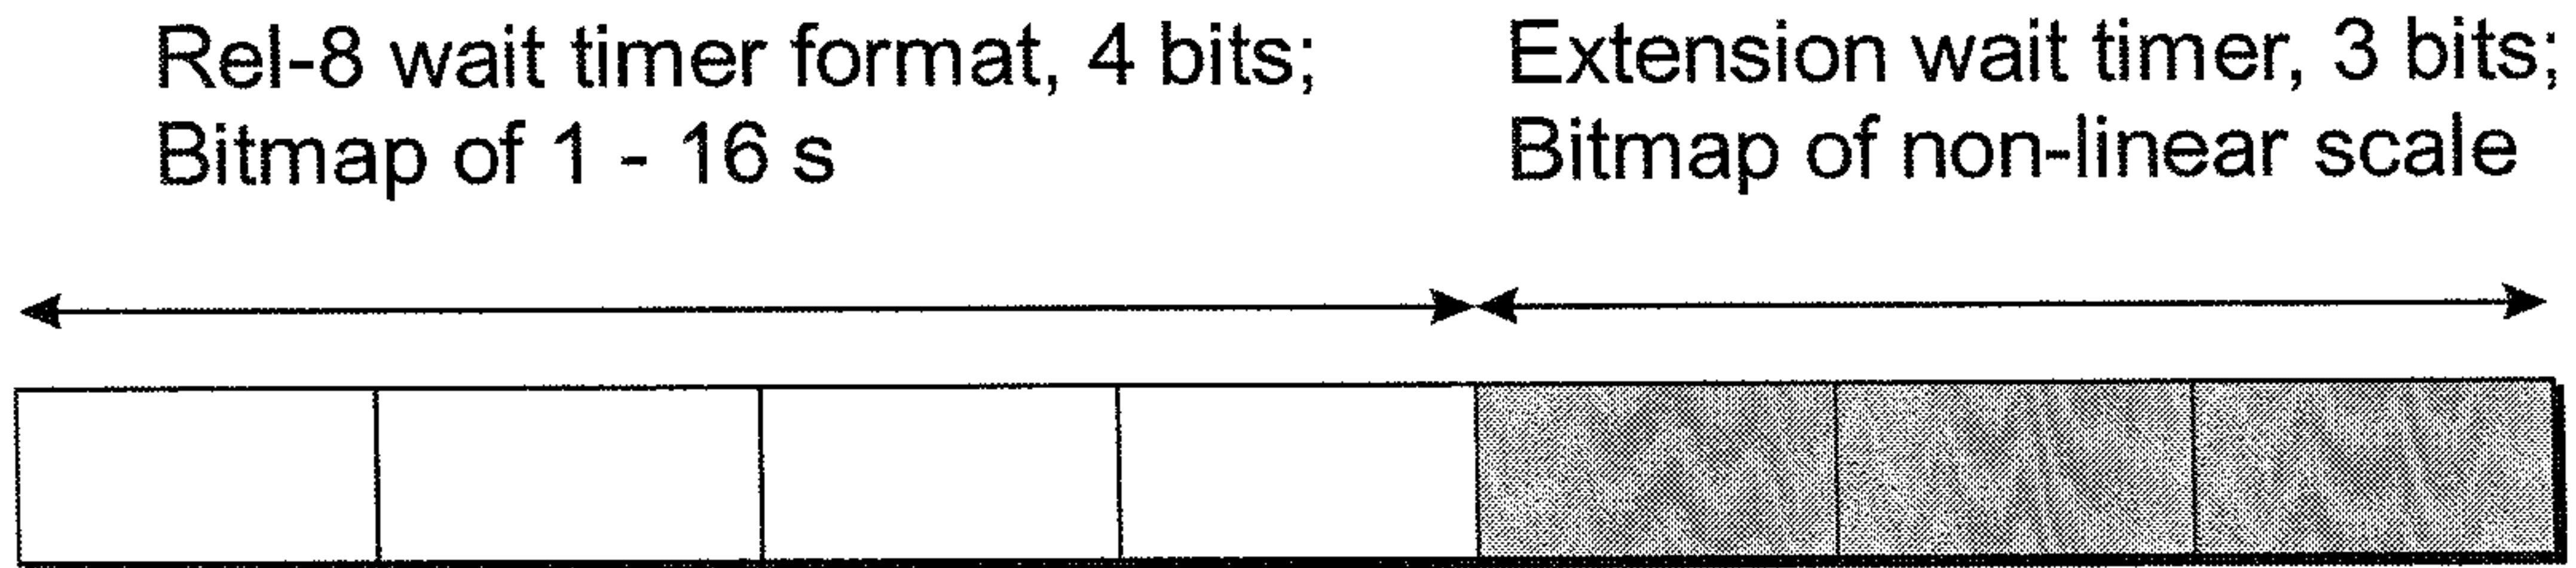 Rel-8 wait timer format, 4 bits;
Bitmap of 1 - 16 s
Extension wait timer, 3 bits;
Bitmap of non-linear scale